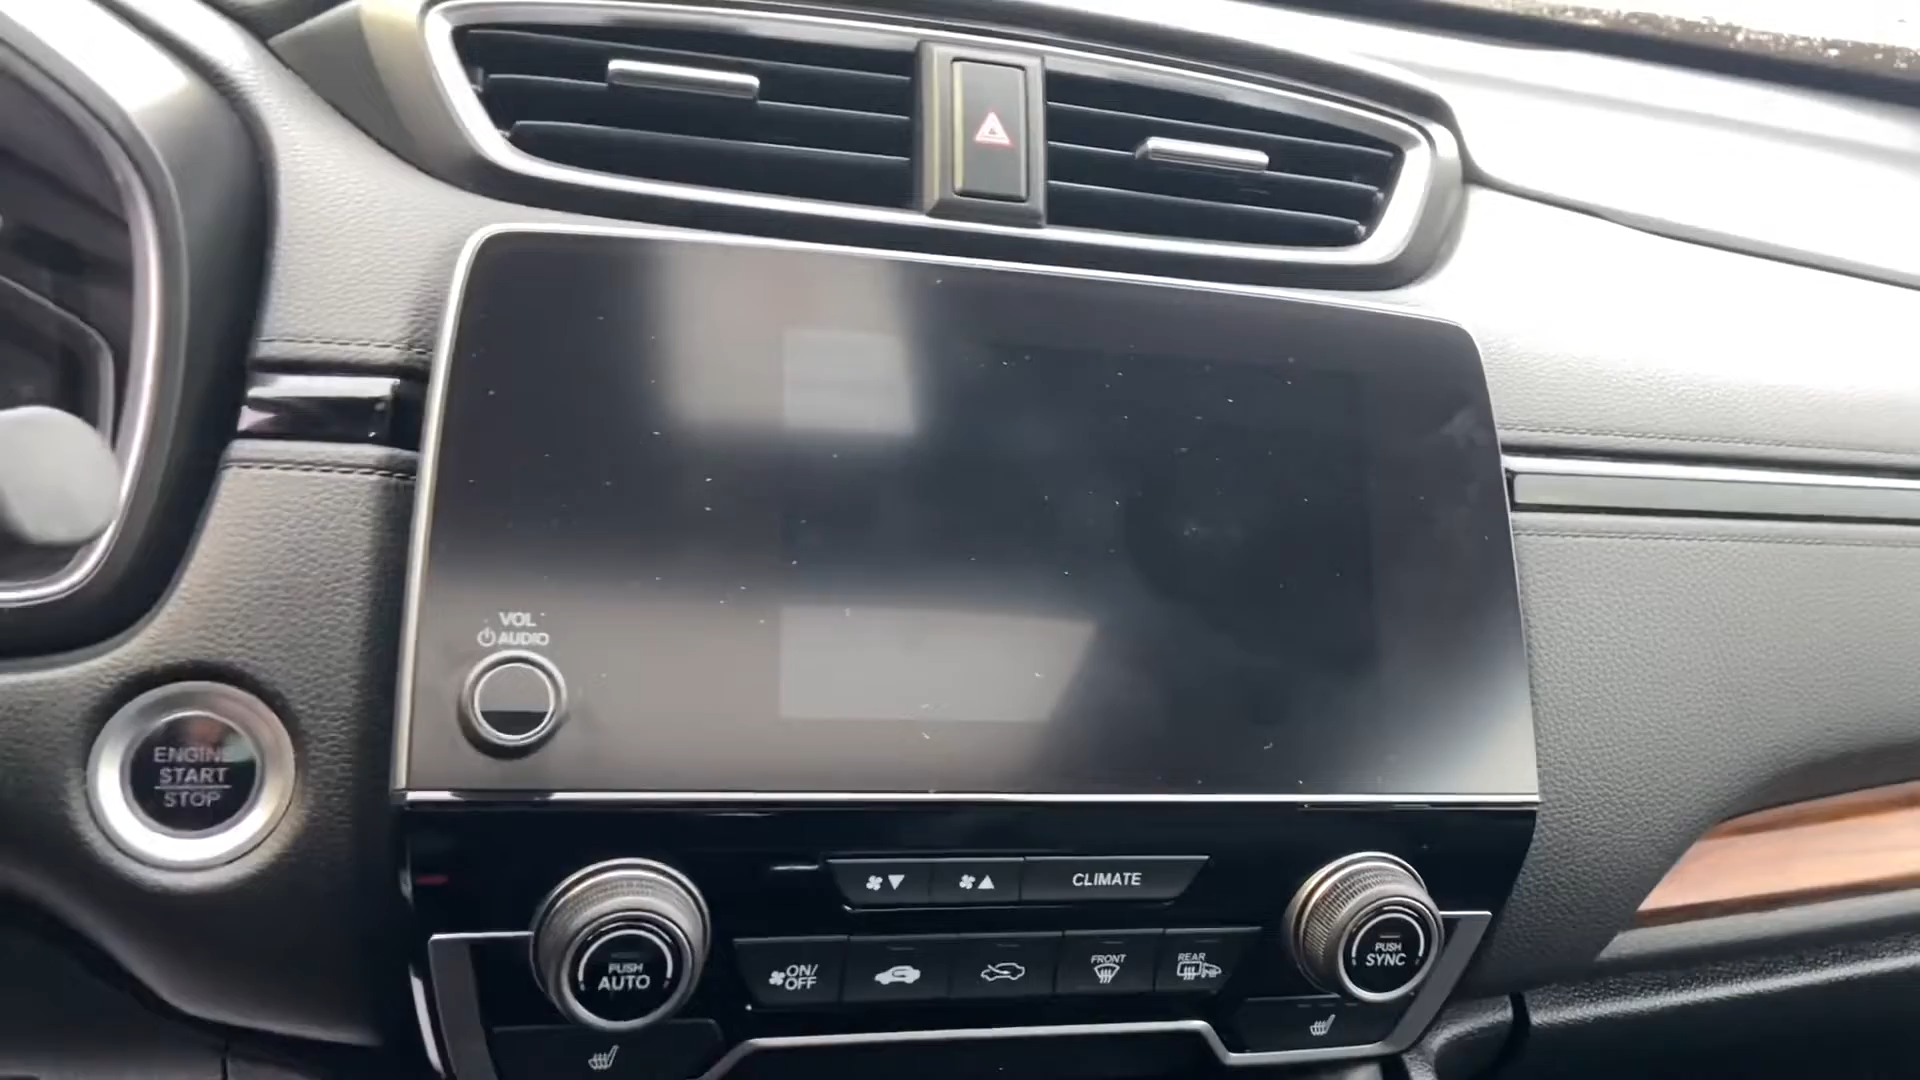 VOL
AUDIO
ENGINE
START
STOP
CLIMATE
PUSH
AUTO
ON/
OFF
FRONT
REAR
PUSH
SYNC